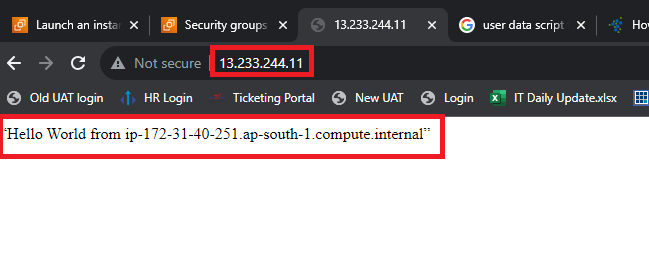 Launch an instan
Security groups
13.233.244.11
user data script
How
Not secure
13.233.244.11
Old UAT login
HR Login
Ticketing Portal
New UAT
Login
IT Daily Update.xlsx
“Hello World from ip-172-31-40-251.ap-south-1.compute.internal”